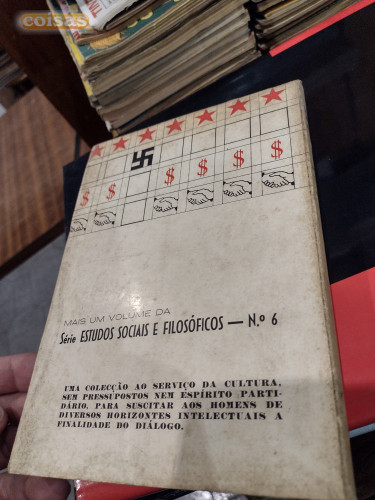 coisas
$ $ $ $ $ $
MAIS UM VOLUME DA
Série ESTUDOS SOCIAIS E FILOSÓFICOS — N.º 6
UMA COLECÇÃO AO SERVIÇO DA CULTURA,
SEM PRESSUPOSTOS NEM ESPÍRITO PARTI-
DÁRIO, PARA SUSCITAR AOS HOMENS DE
DIVERSOS HORIZONTES INTELECTUAIS A
FINALIDADE DO DIÁLOGO.